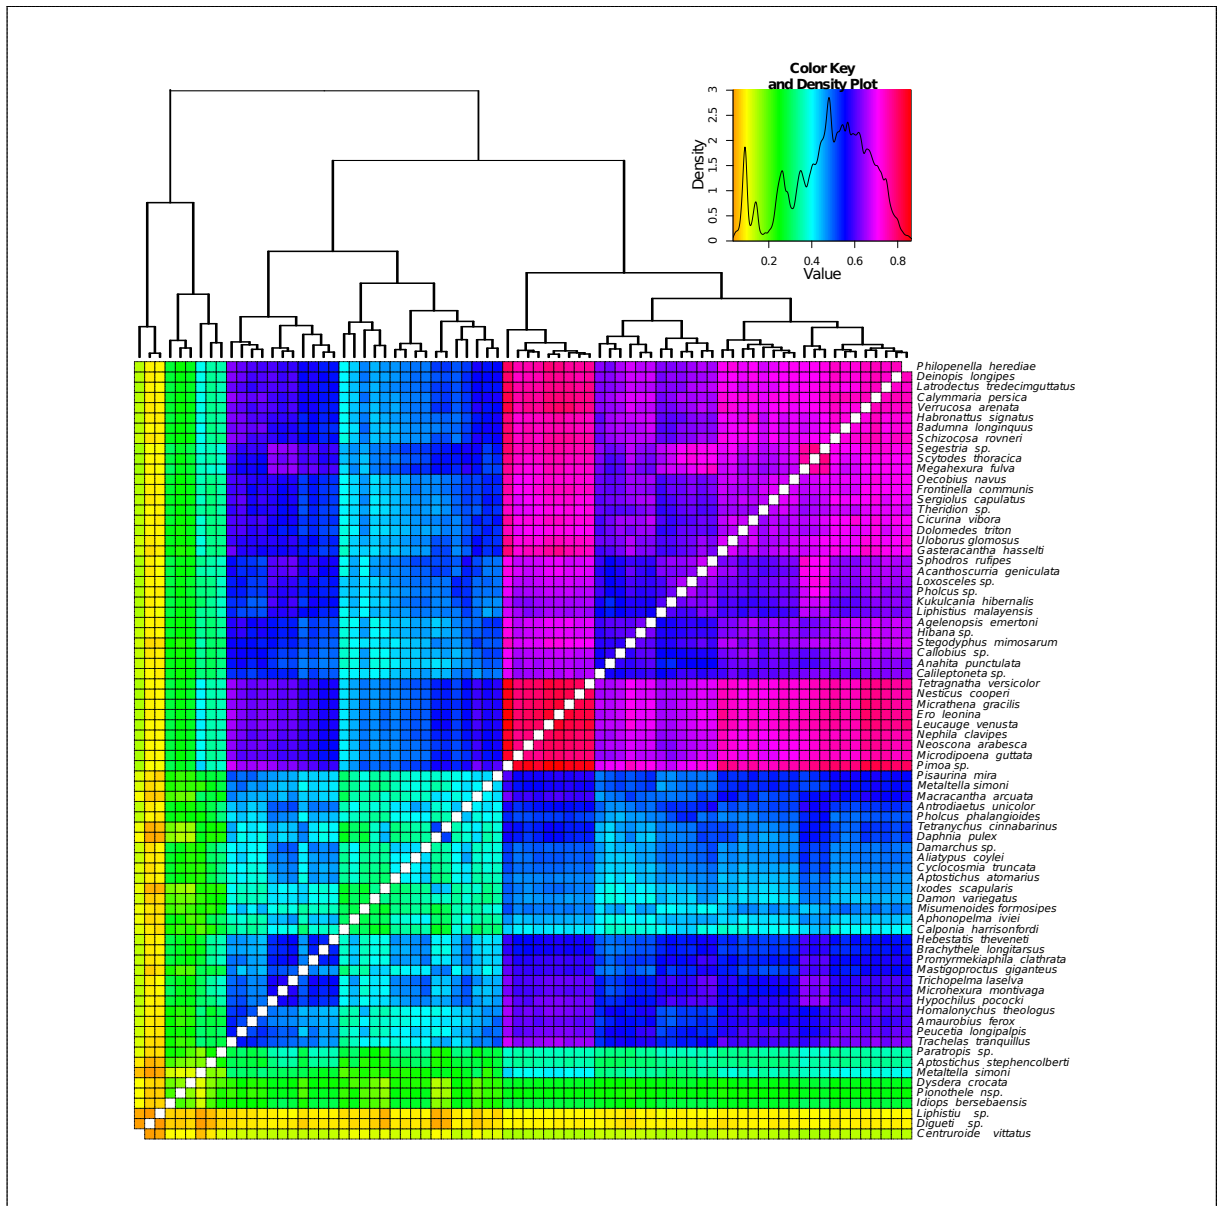 Color Key
and Density Plot
3
2.5
2
1.5
1
0.5
0
Density
0.2 0.4 0.6 0.8
Value
Philopenella herediae
Deinopis longipes
Latrodectus tredecimguttatus
Calymmaria persica
Verrucosa arenata
Habronattus signatus
Badumna longinquus
Schizocosa rovneri
Segestria sp.
Scytodes thoracica
Megahexura fulva
Oecobius navus
Frontinella communis
Sergiolus capulatus
Theridion sp.
Cicurina vibora
Dolomedes triton
Uloborus glomosus
Gasteracantha hasselti
Sphodros rufipes
Acanthoscurria geniculata
Loxosceles sp.
Pholcus sp.
Kukulcania hibernalis
Liphistius malayensis
Agelenopsis emertoni
Hibana sp.
Stegodyphus mimosarum
Callobius sp.
Anahita punctulata
Calileptoneta sp.
Tetragnatha versicolor
Nesticus cooperi
Micrathena gracilis
Ero leonina
Leucauge venusta
Nephila clavipes
Neoscona arabesca
Microdipoena guttata
Pimoa sp.
Pisaurina mira
Metaltella simoni
Macracantha arcuata
Antrodiaetus unicolor
Pholcus phalangioides
Tetranychus cinnabarinus
Daphnia pulex
Damarchus sp.
Aliatypus coylei
Cyclocosmia truncata
Aptostichus atomarius
Ixodes scapularis
Damon variegatus
Misumenoides formosipes
Aphonopelma iviei
Calponia harrisonfordi
Hebestatis theveneti
Brachythele longitarsus
Promyrmekiaphila clathrata
Mastigoproctus giganteus
Trichopelma laselva
Microhexura montivaga
Hypochilus pococki
Homalonychus theologus
Amaurobius ferox
Peucetia longipalpis
Trachelas tranquillus
Paratropis sp.
Aptostichus stephencolberti
Metaltella simoni
Dysdera crocata
Pionothele nsp.
Idiops bersebaensis
Liphistiu sp.
Digueti sp.
Centruroide vittatus